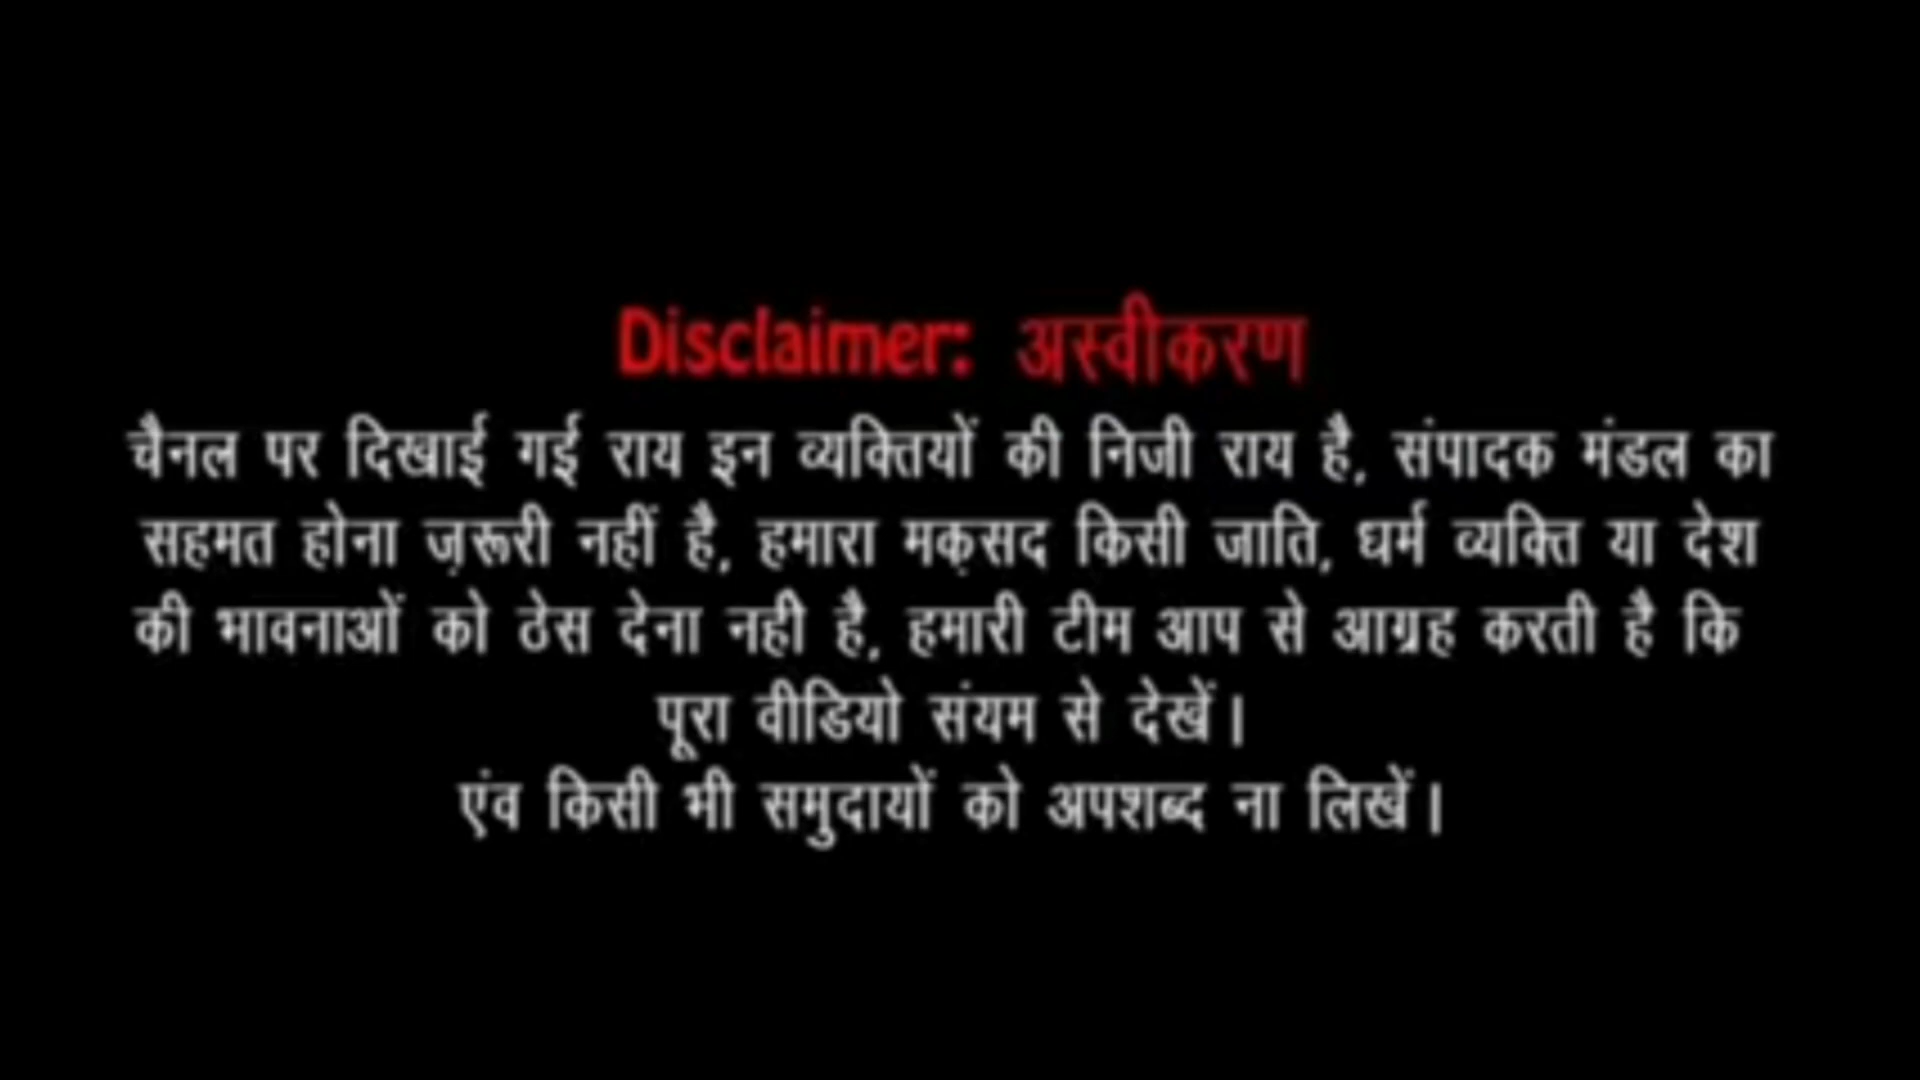 Disclaimer: अस्वीकरण
चैनल पर दिखाई गई राय इन व्यक्तियों की निजी राय है, संपादक मंडल का
सहमत होना ज़रूरी नहीं है, हमारा मक़सद किसी जाति, धर्म व्यक्ति या देश
की भावनाओं को ठेस देना नही है, हमारी टीम आप से आग्रह करती है कि
पूरा वीडियो संयम से देखें।
एंव किसी भी समुदायों को अपशब्द ना लिखें।